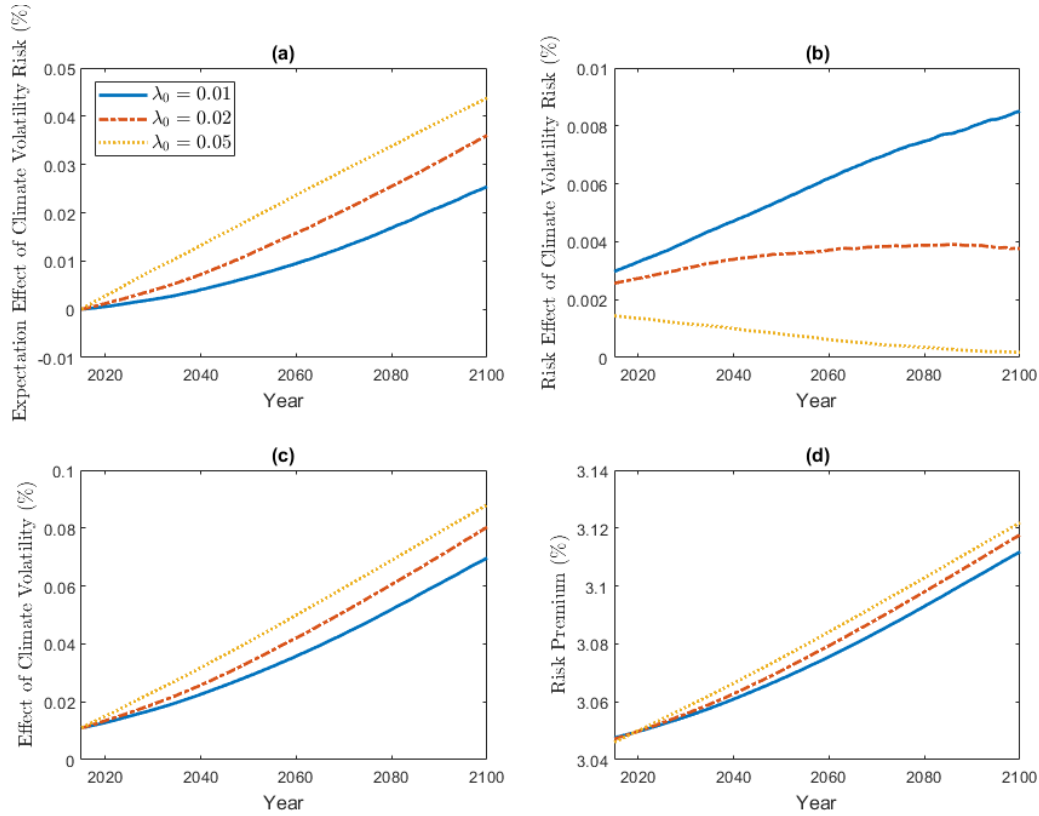 (a)
Expectation Effect of Climate Volatility Risk (%)
0.05
0.04
0.03
0.02
0.01
0
-0.01
λ₀ = 0.01
λ₀ = 0.02
λ₀ = 0.05
2020 2040 2060 2080 2100
Year
(b)
Risk Effect of Climate Volatility Risk (%)
0.01
0.008
0.006
0.004
0.002
0
2020 2040 2060 2080 2100
Year
(c)
Effect of Climate Volatility (%)
0.1
0.08
0.06
0.04
0.02
0
2020 2040 2060 2080 2100
Year
(d)
Risk Premium (%)
3.14
3.12
3.1
3.08
3.06
3.04
2020 2040 2060 2080 2100
Year